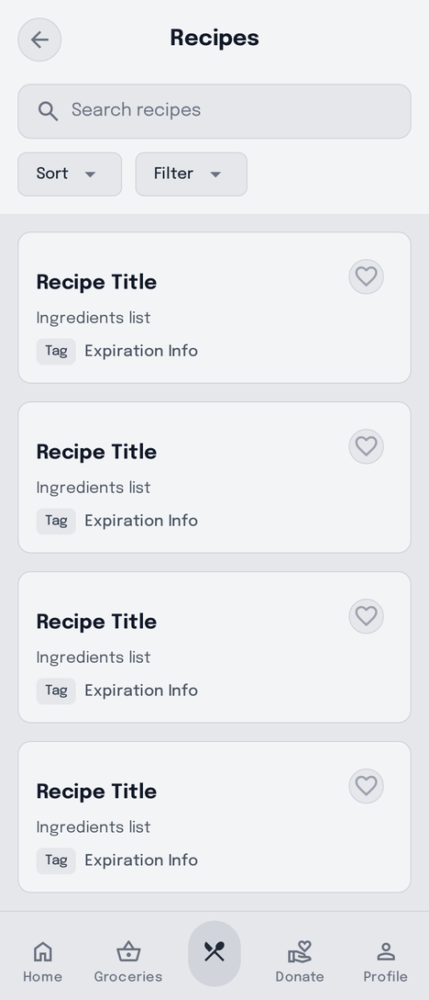 Recipes
Search recipes
Sort Filter
Recipe Title
Ingredients list
Tag Expiration Info
Recipe Title
Ingredients list
Tag Expiration Info
Recipe Title
Ingredients list
Tag Expiration Info
Recipe Title
Ingredients list
Tag Expiration Info
Home Groceries Donate Profile